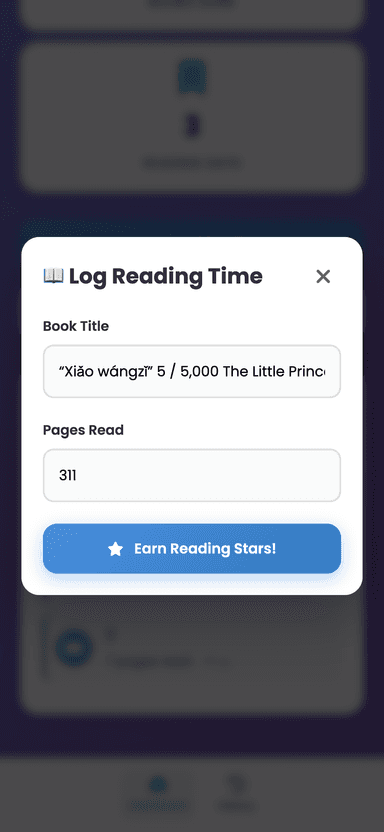 3
📖 Log Reading Time
Book Title
“Xiǎo wángzǐ” 5 / 5,000 The Little Princ
Pages Read
311
Earn Reading Stars!